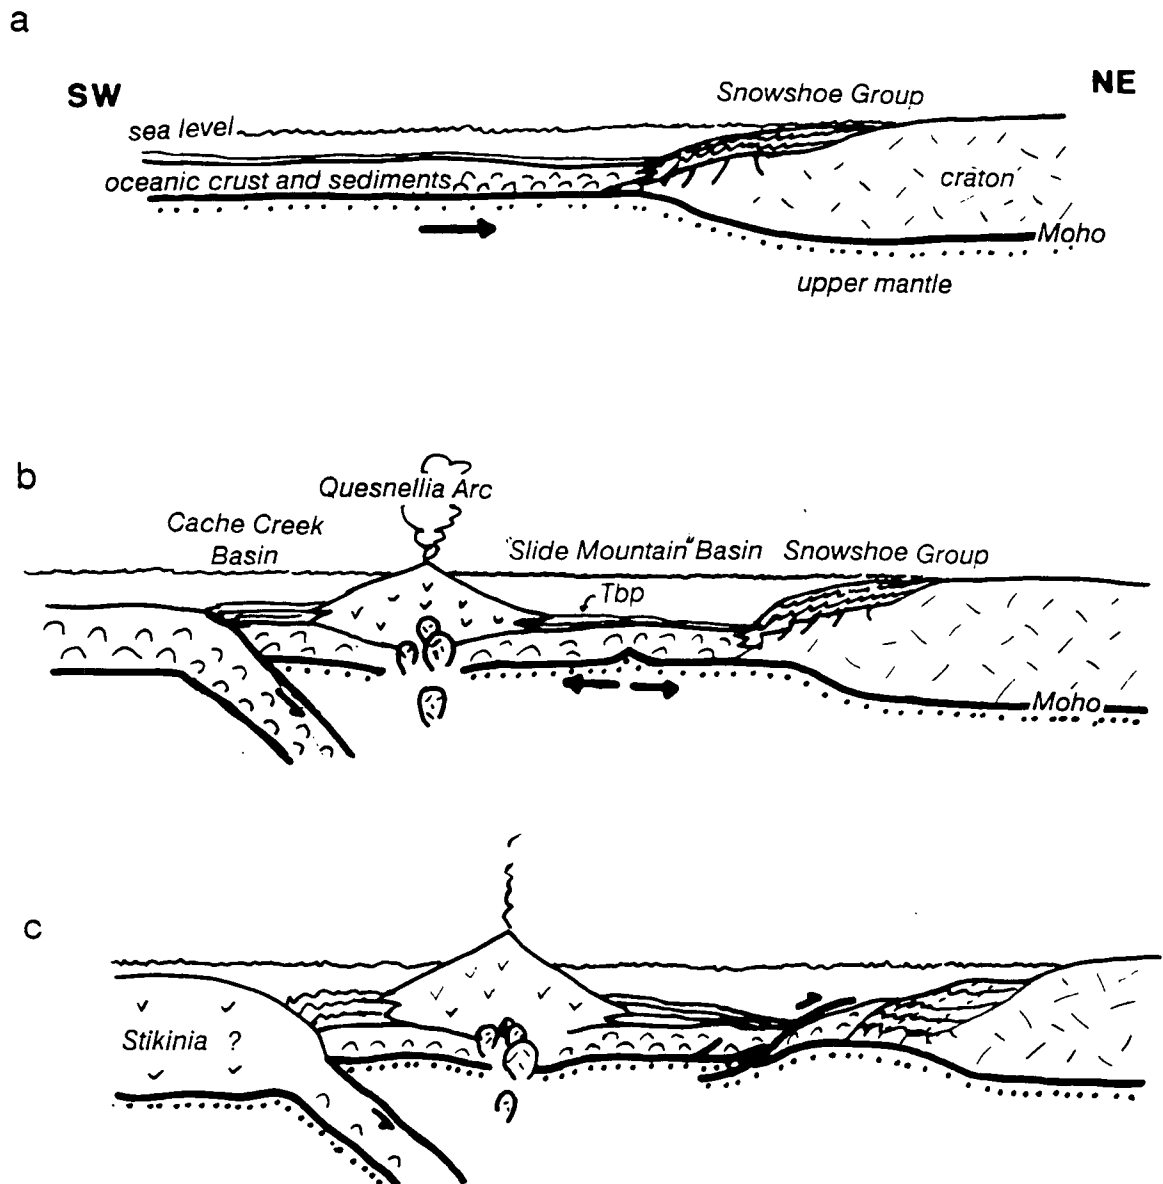 a
SW
NE
Snowshoe Group
sea level
oceanic crust and sediments
craton
Moho
upper mantle
b
Quesnellia Arc
Cache Creek
Basin
"Slide Mountain" Basin
Snowshoe Group
Tbp
Moho
c
Stikinia ?